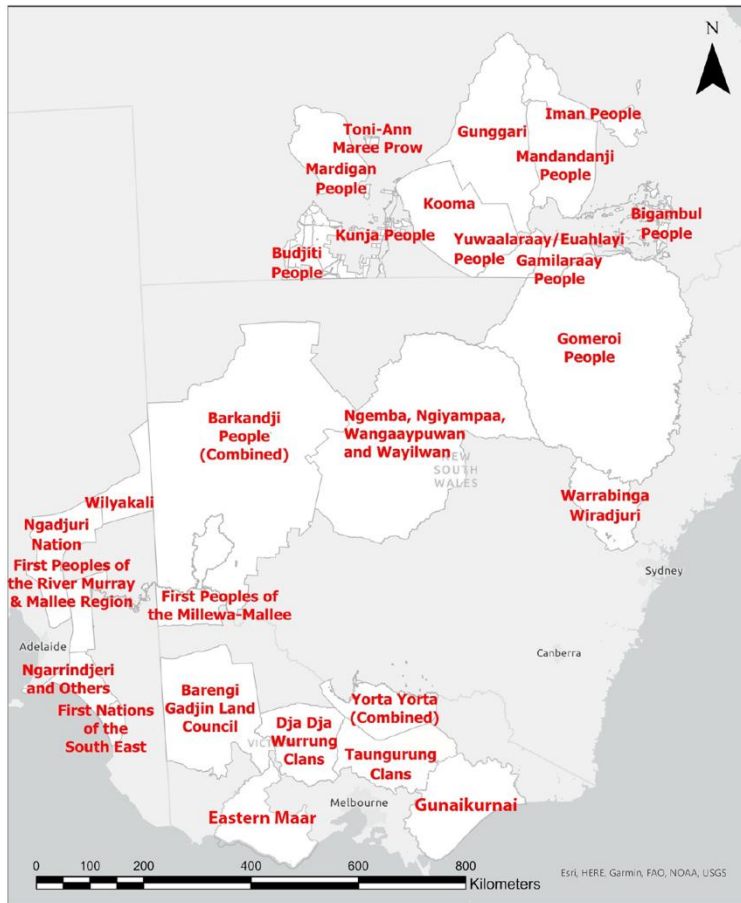 N
Iman People
Toni-Ann
Maree Prow
Gunggari
Mardigan
People
Mandandanji
People
Kooma
Bigambul
People
Kunja People
Yuwaalaraay/Euahlayi
People
Budjiti
People
Gamilaraay
People
Gomeroi
People
Barkandji
People
(Combined)
Ngemba, Ngiyampaa,
Wangaaypuwan
and Wayilwan
NEW
SOUTH
WALES
Warrabinga
Wiradjuri
Wilyakali
Ngadjuri
Nation
First Peoples of
the River Murray
& Mallee Region
First Peoples of
the Millewa-Mallee
Sydney
Adelaide
Canberra
Ngarrindjeri
and Others
First Nations
of the
South East
Barengi
Gadjin Land
Council
Yorta Yorta
(Combined)
Dja Dja
Wurrung
Clans
Taungurung
Clans
Melbourne
Gunaikurnai
Eastern Maar
0 100 200 400 600 800
Kilometers
Esri, HERE, Garmin, FAO, NOAA, USGS